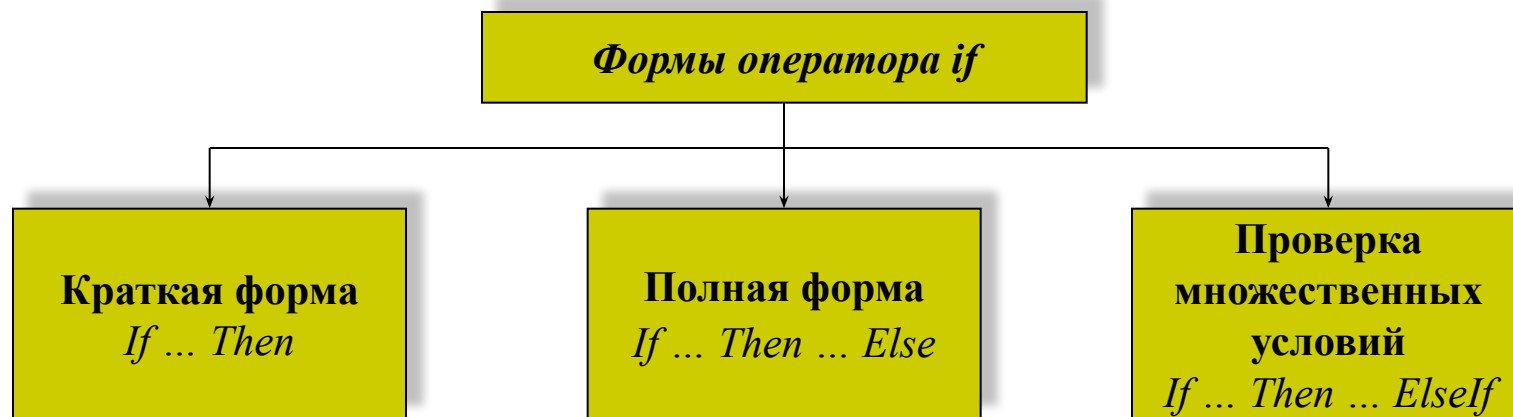 Формы оператора if
Краткая форма
If ... Then
Полная форма
If ... Then ... Else
Проверка
множественных
условий
If ... Then ... ElseIf